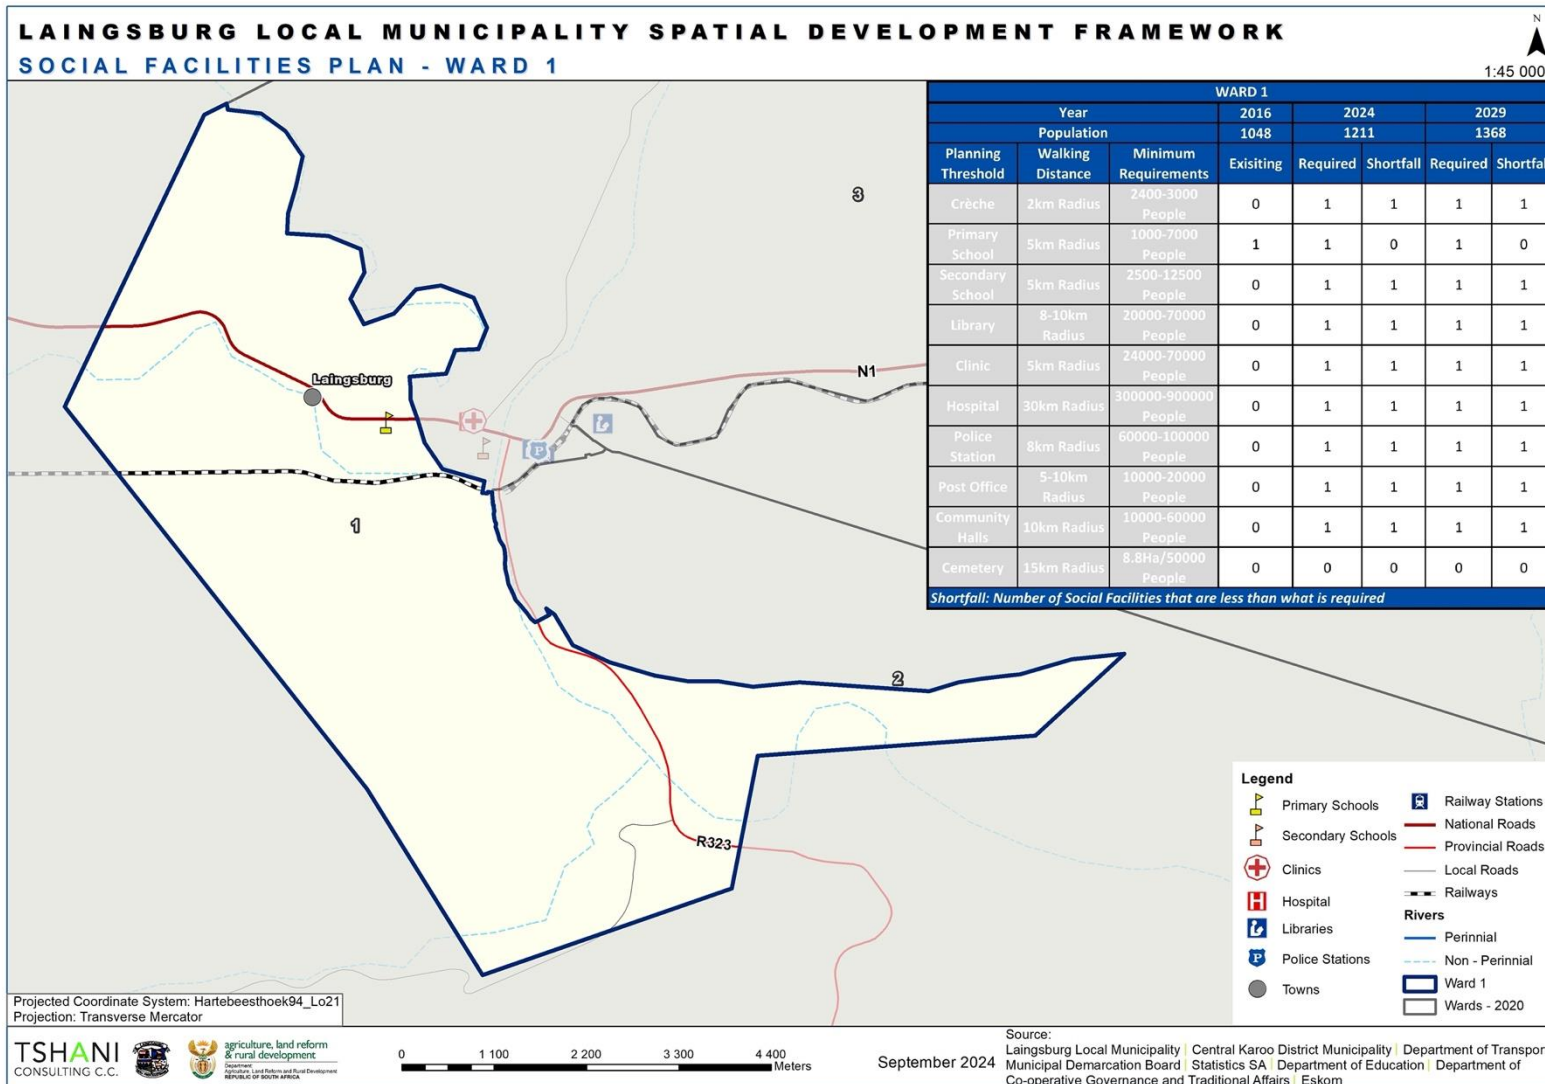 LAINGSBURG LOCAL MUNICIPALITY SPATIAL DEVELOPMENT FRAMEWORK
SOCIAL FACILITIES PLAN - WARD 1
N
1:45 000
WARD 1
Year 2016 2024 2029
Population 1048 1211 1368
Planning Threshold Walking Distance Minimum Requirements Exisiting Required Shortfall Required Shortfal
Crèche 2km Radius 2400-3000 People 0 1 1 1 1
Primary School 5km Radius 1000-7000 People 1 1 0 1 0
Secondary School 5km Radius 2500-12500 People 0 1 1 1 1
Library 8-10km Radius 20000-70000 People 0 1 1 1 1
Clinic 5km Radius 24000-70000 People 0 1 1 1 1
Hospital 30km Radius 300000-900000 People 0 1 1 1 1
Police Station 8km Radius 60000-100000 People 0 1 1 1 1
Post Office 5-10km Radius 10000-20000 People 0 1 1 1 1
Community Halls 10km Radius 10000-60000 People 0 1 1 1 1
Cemetery 15km Radius 8.8Ha/50000 People 0 0 0 0 0
Shortfall: Number of Social Facilities that are less than what is required
3
N1
Laingsburg
P
1
2
R323
Legend
Primary Schools
Secondary Schools
Clinics
H Hospital
Libraries
P Police Stations
Towns
Railway Stations
National Roads
Provincial Roads
Local Roads
Railways
Rivers
Perinnial
Non - Perinnial
Ward 1
Wards - 2020
Projected Coordinate System: Hartebeesthoek94_Lo21
Projection: Transverse Mercator
TSHANI
CONSULTING C.C.
agriculture, land reform
& rural development
Department:
Agriculture, Land Reform and Rural Development
REPUBLIC OF SOUTH AFRICA
0 1 100 2 200 3 300 4 400
Meters
September 2024
Source:
Laingsburg Local Municipality | Central Karoo District Municipality | Department of Transpor
Municipal Demarcation Board | Statistics SA | Department of Education | Department of
Co-operative Governance and Traditional Affairs | Eskom